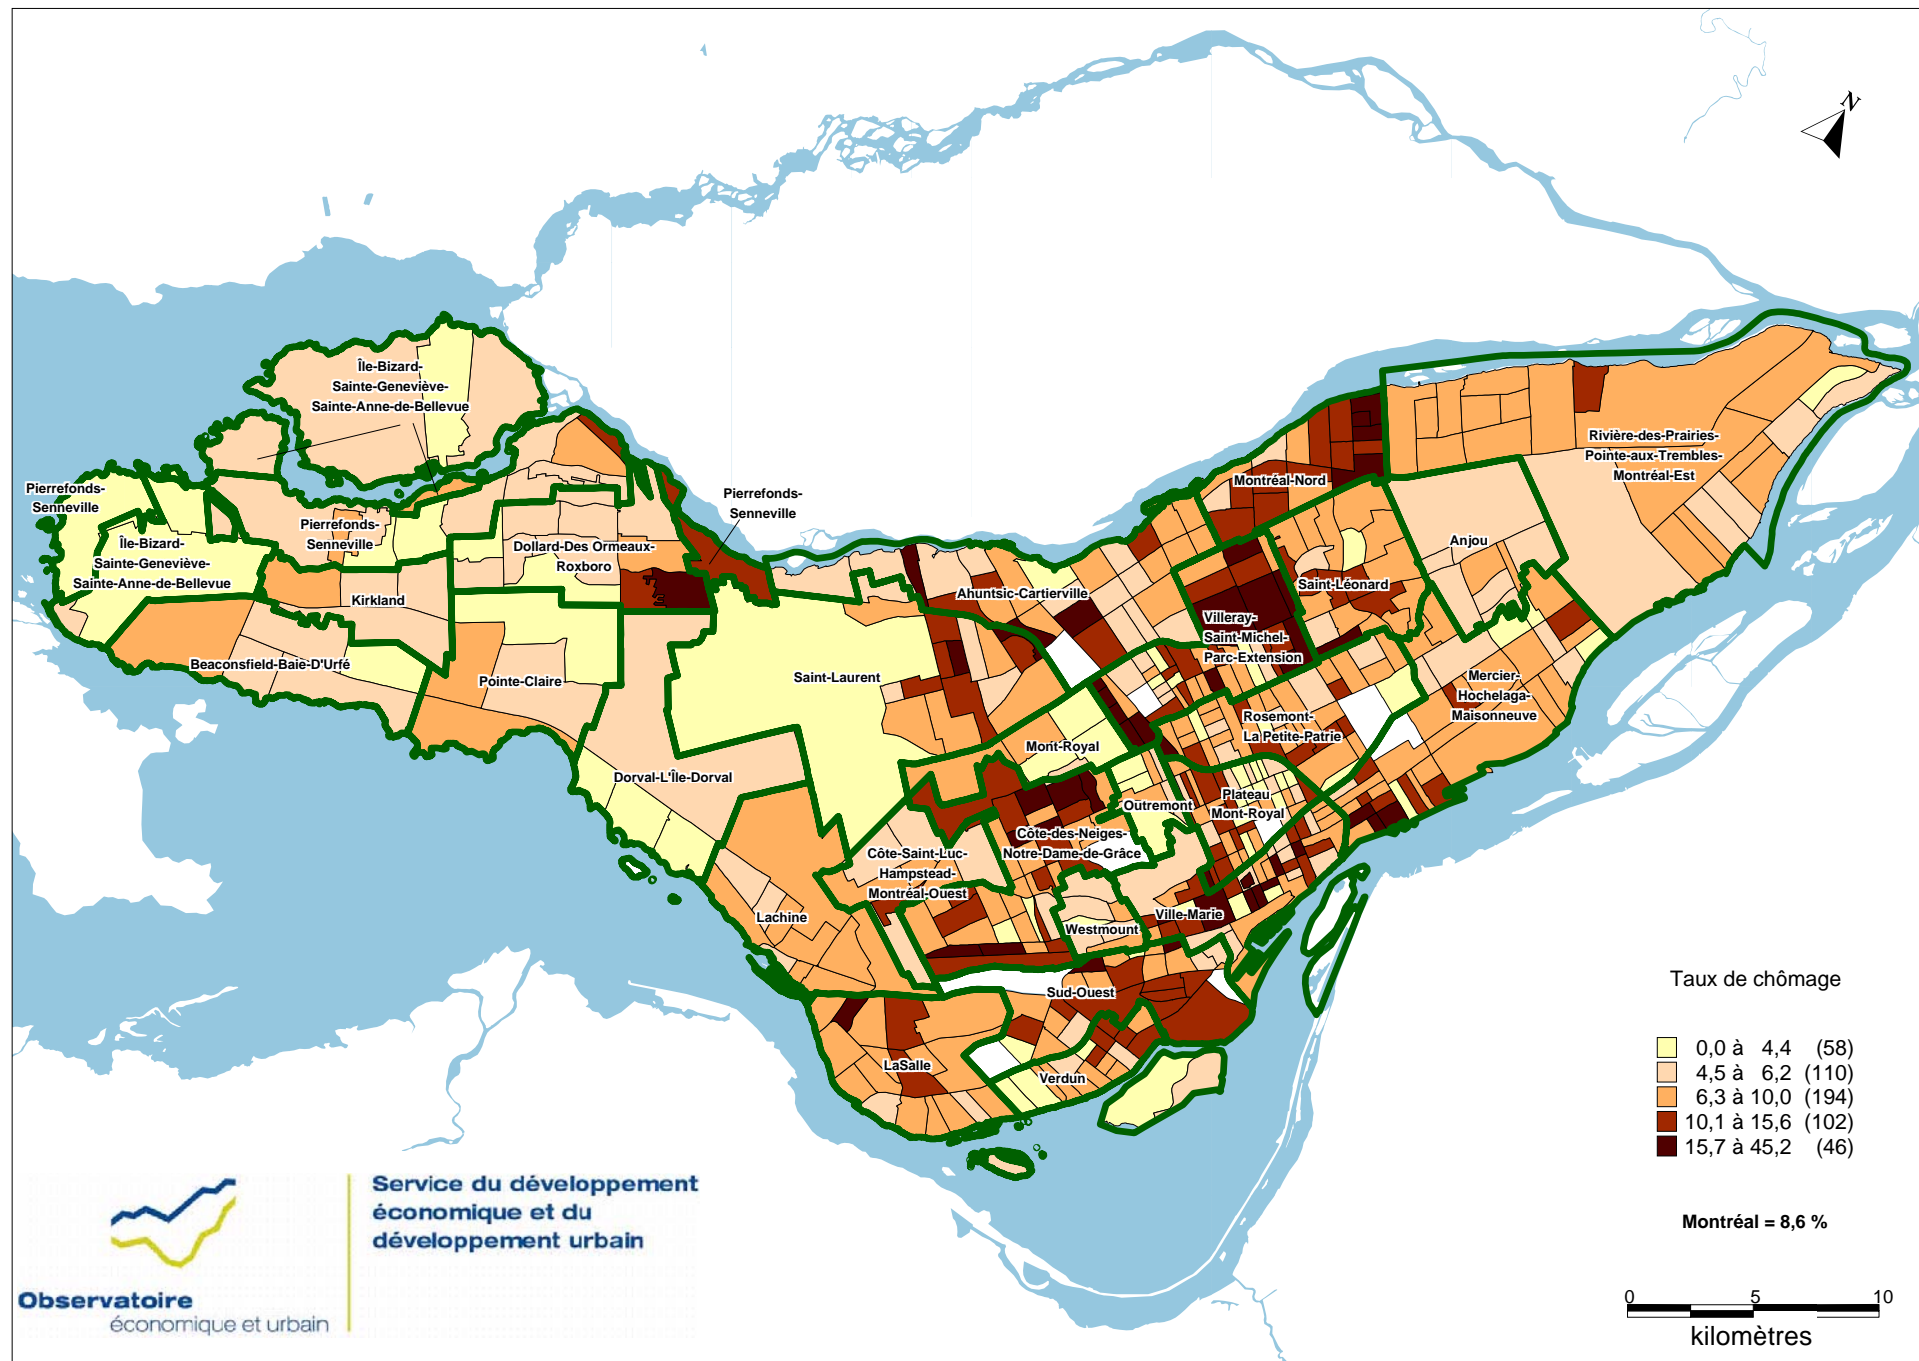 N
Île-Bizard-
Sainte-Geneviève-
Sainte-Anne-de-Bellevue
Pierrefonds-
Senneville
Pierrefonds-
Senneville
Pierrefonds-
Senneville
Île-Bizard-
Sainte-Geneviève-
Sainte-Anne-de-Bellevue
Dollard-Des Ormeaux-
Roxboro
Kirkland
Beaconsfield-Baie-D'Urfé
Pointe-Claire
Dorval-L'Île-Dorval
Saint-Laurent
Ahuntsic-Cartierville
Montréal-Nord
Rivière-des-Prairies-
Pointe-aux-Trembles-
Montréal-Est
Anjou
Saint-Léonard
Villeray-
Saint-Michel-
Parc-Extension
Mercier-
Hochelaga-
Maisonneuve
Rosemont-
La Petite-Patrie
Mont-Royal
Outremont
Plateau
Mont-Royal
Côte-des-Neiges-
Notre-Dame-de-Grâce
Côte-Saint-Luc-
Hampstead-
Montréal-Ouest
Lachine
Westmount
Ville-Marie
Sud-Ouest
LaSalle
Verdun
Taux de chômage
0,0 à 4,4 (58)
4,5 à 6,2 (110)
6,3 à 10,0 (194)
10,1 à 15,6 (102)
15,7 à 45,2 (46)
Montréal = 8,6 %
0 5 10
kilomètres
Observatoire
économique et urbain
Service du développement
économique et du
développement urbain